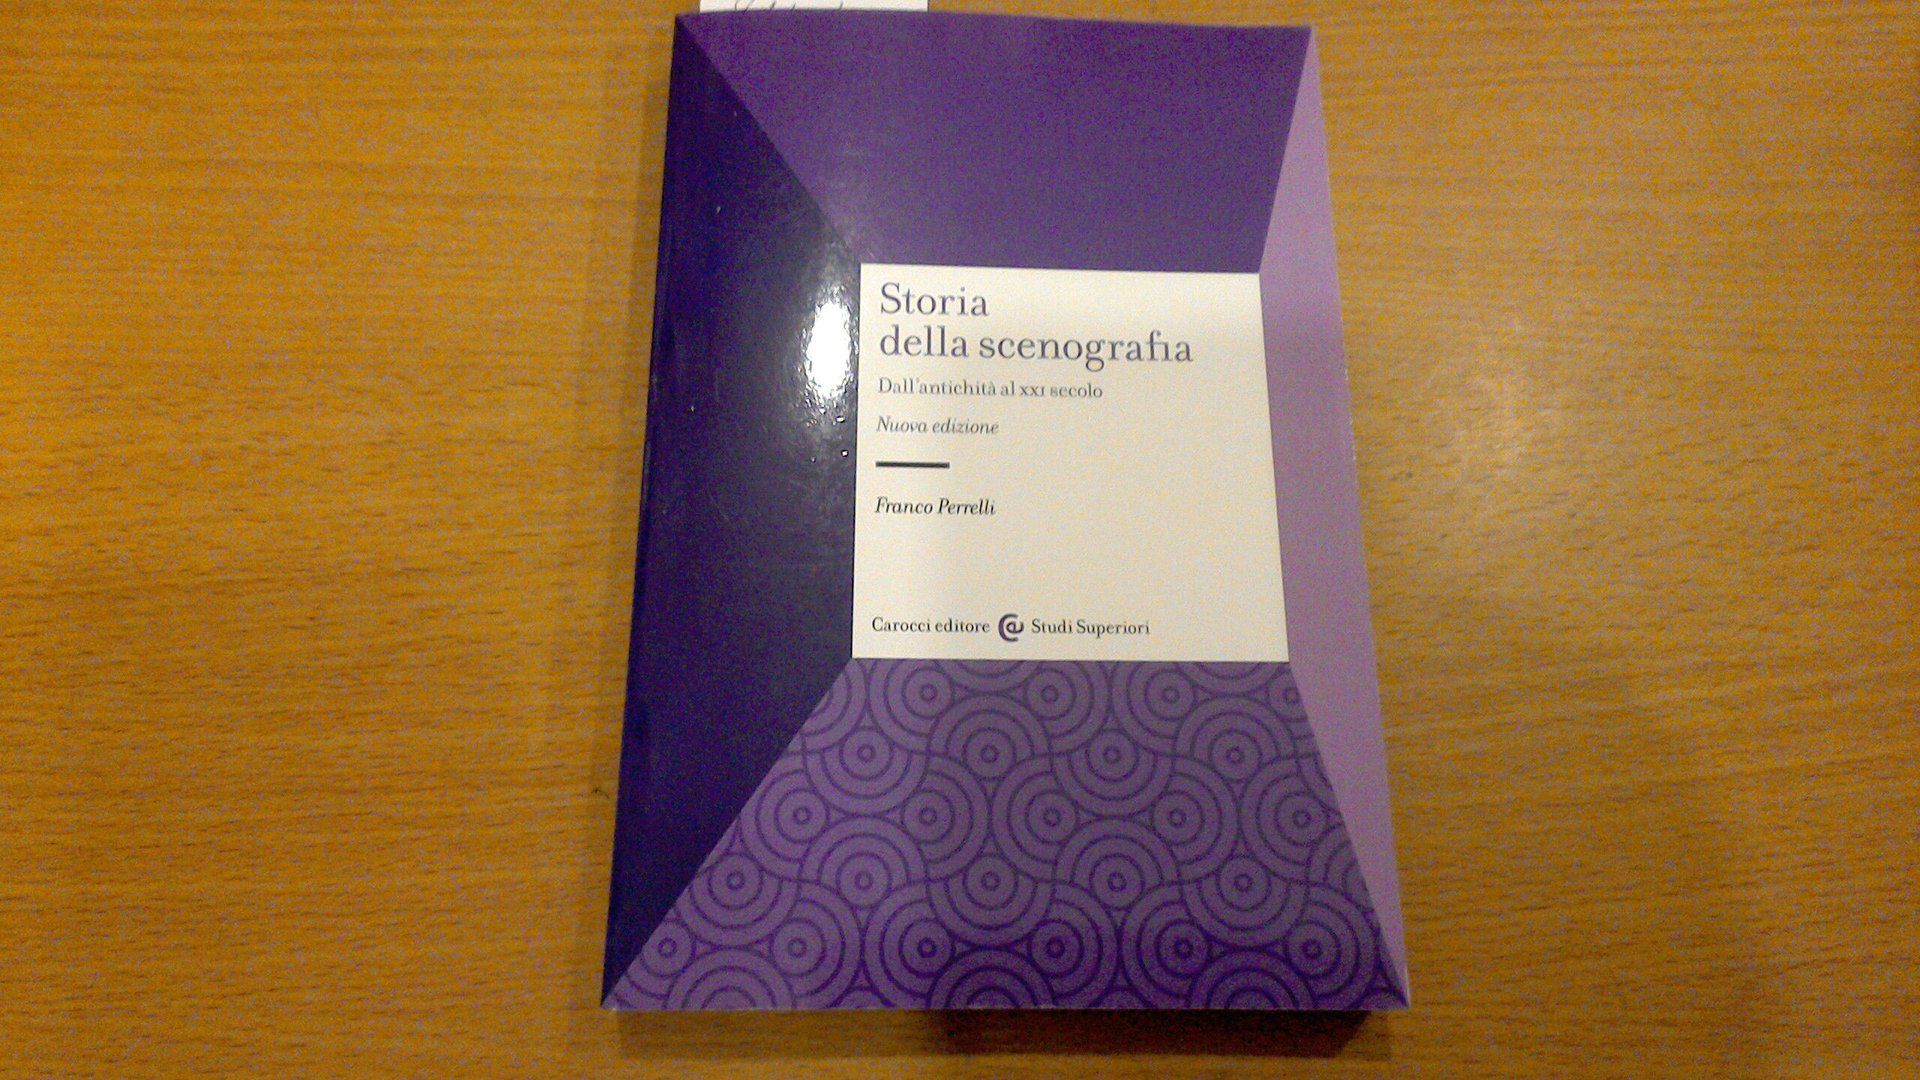 Storia
della scenografia
Dall'antichità al XXI secolo
Nuova edizione
Franco Perrelli
Carocci editore @ Studi Superiori